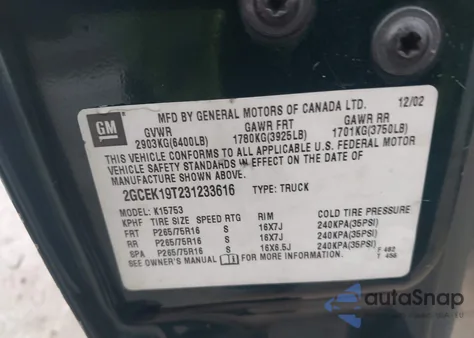 GM
MFD BY GENERAL MOTORS OF CANADA LTD. 12/02
GVWR GAWR FRT GAWR RR
2903KG(6400LB) 1780KG(3925LB) 1701KG(3750LB)
THIS VEHICLE CONFORMS TO ALL APPLICABLE U.S. FEDERAL MOTOR
VEHICLE SAFETY STANDARDS IN EFFECT ON THE DATE OF
MANUFACTURE SHOWN ABOVE.
2GCEK19T231233616 TYPE: TRUCK
MODEL: K15753
KPHF TIRE SIZE SPEED RTG RIM COLD TIRE PRESSURE
FRT P265/75R16 S 16X7J 240KPA(35PSI)
RR P265/75R16 S 16X7J 240KPA(35PSI)
SPA P265/75R16 S 16X6.5J 240KPA(35PSI)
SEE OWNER'S MANUAL FOR MORE INFORMATION.
autoSnap